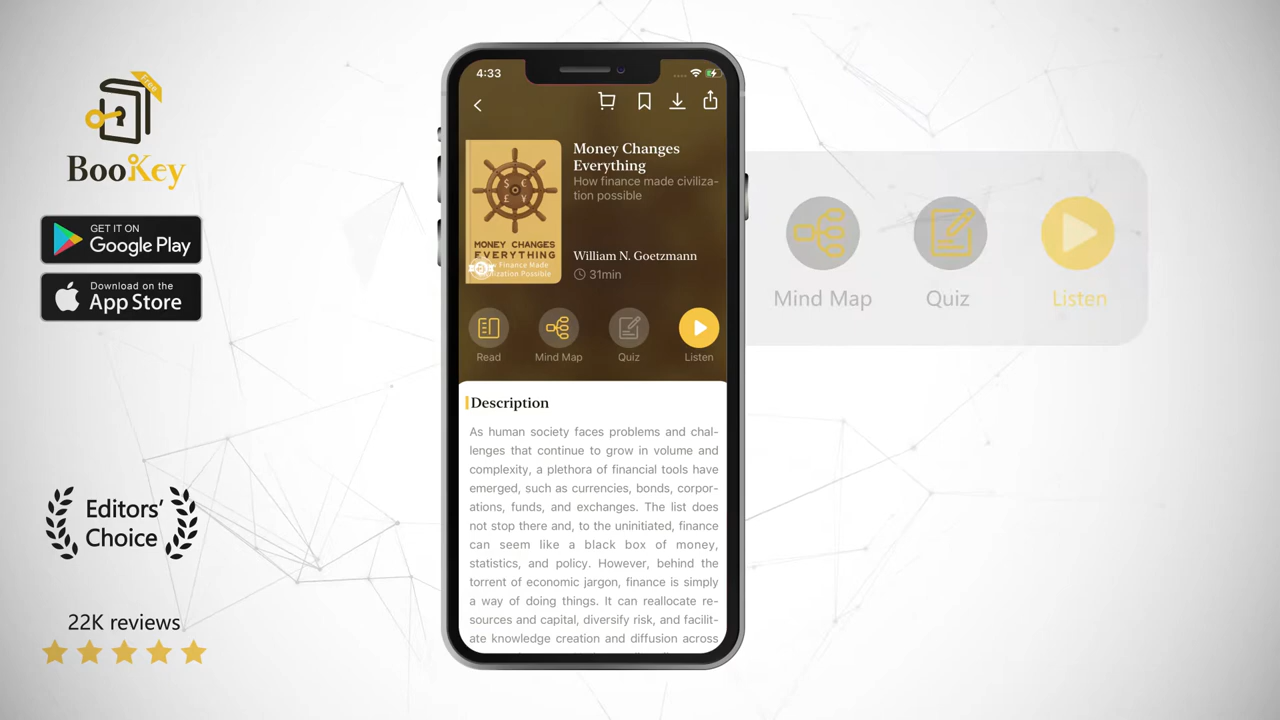 Free
BooKey
GET IT ON
Google Play
Download on the
App Store
Editors’
Choice
22K reviews
4:33
Money Changes
Everything
How finance made civiliza-
tion possible
William N. Goetzmann
31min
MONEY CHANGES
EVERYTHING
How Finance Made
Civilization Possible
Read
Mind Map
Quiz
Listen
Description
As human society faces problems and chal-
lenges that continue to grow in volume and
complexity, a plethora of financial tools have
emerged, such as currencies, bonds, corpor-
ations, funds, and exchanges. The list does
not stop there and, to the uninitiated, finance
can seem like a black box of money,
statistics, and policy. However, behind the
torrent of economic jargon, finance is simply
a way of doing things. It can reallocate re-
sources and capital, diversify risk, and facilit-
ate knowledge creation and diffusion across
Mind Map
Quiz
Listen